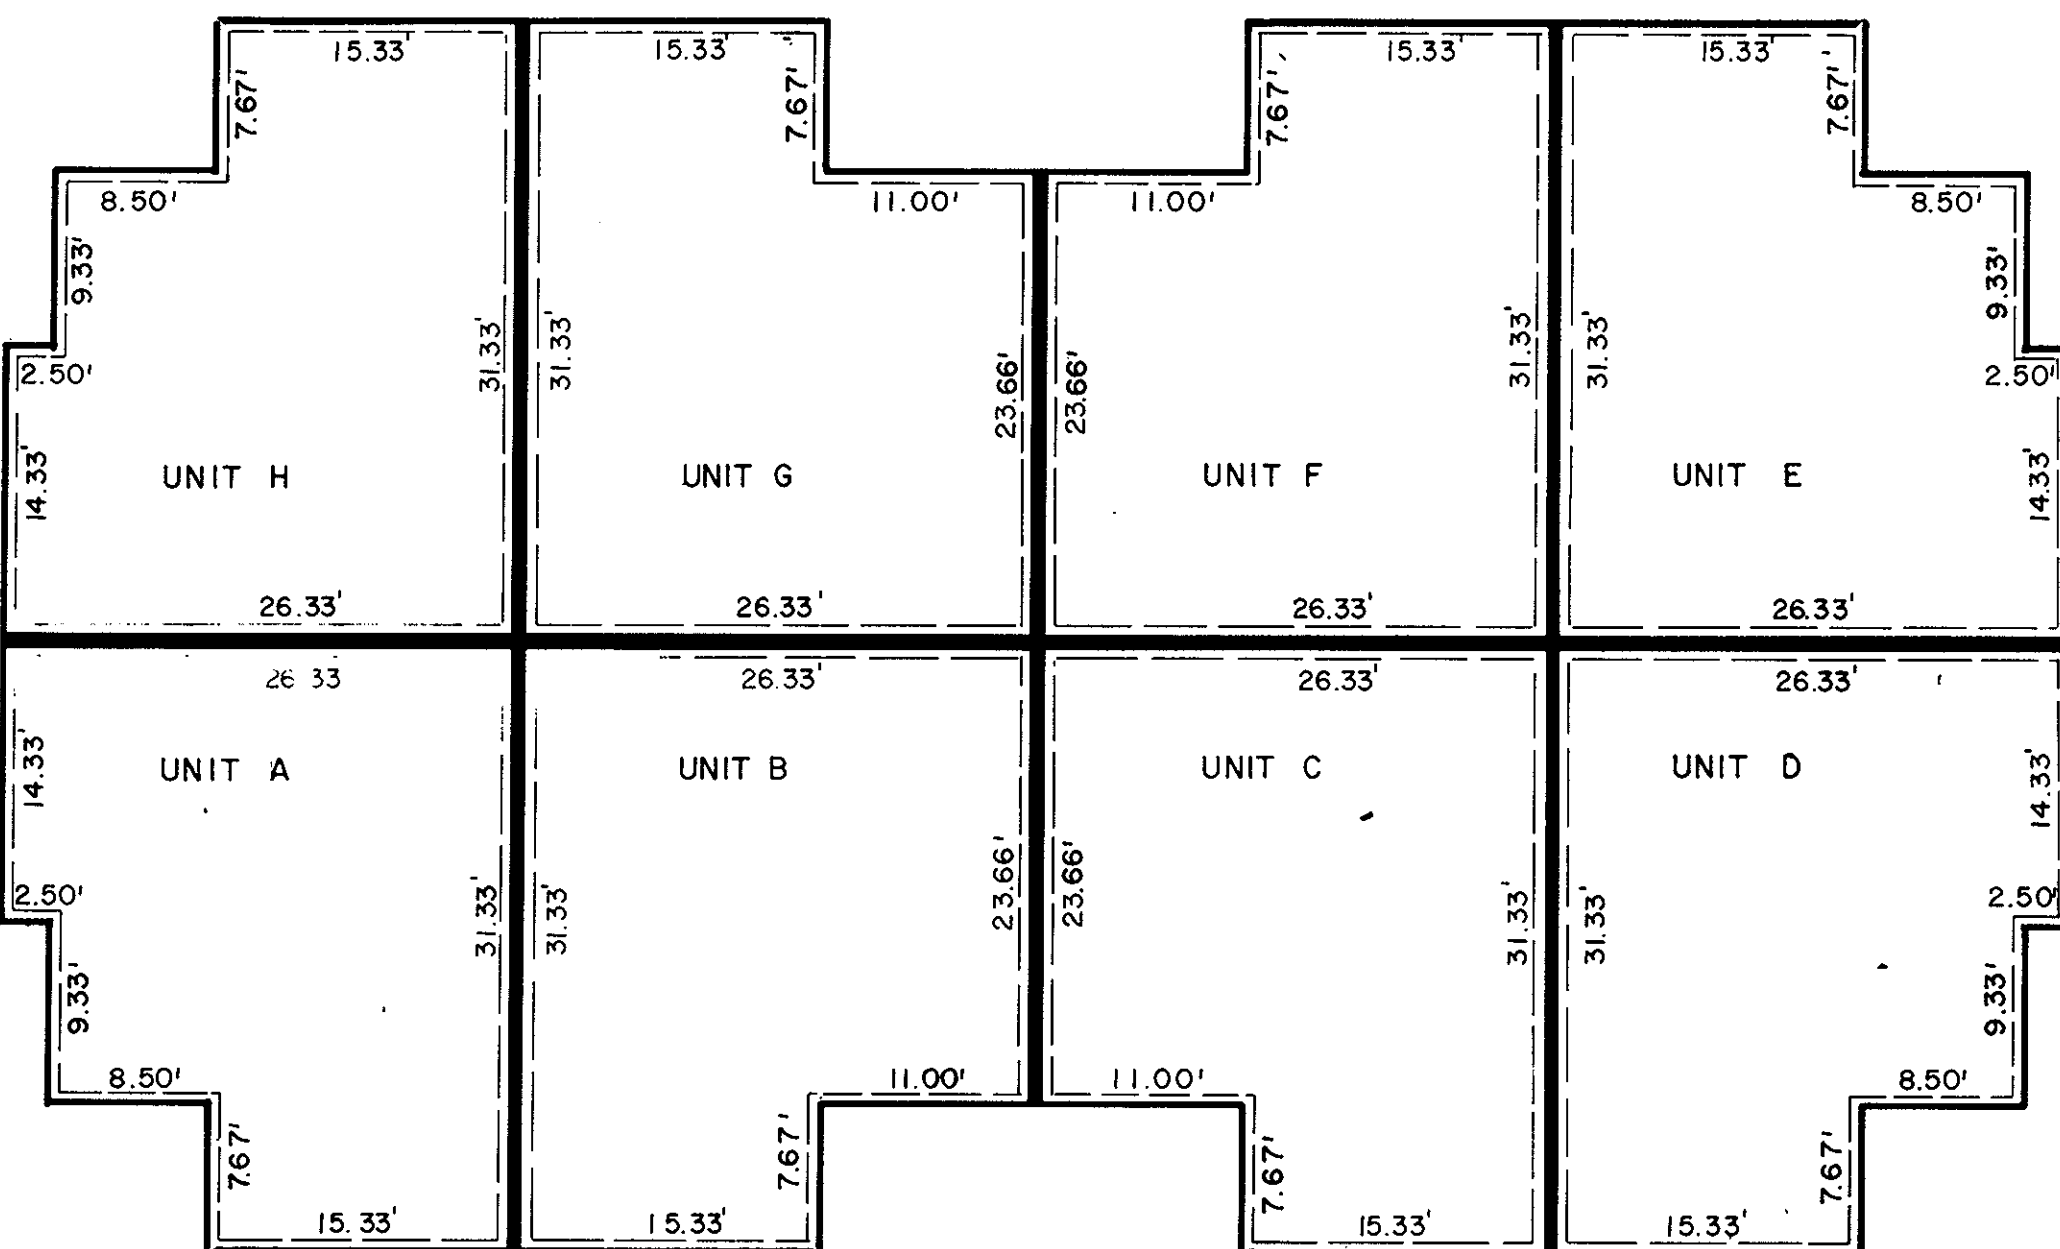 15.33' 15.33' 15.33' 15.33'
7.67' 7.67' 7.67' 7.67'
8.50' 11.00' 11.00' 8.50'
9.33' 9.33'
2.50' 31.33' 31.33' 23.66' 23.66' 31.33' 31.33' 2.50'
14.33' UNIT H UNIT G UNIT F UNIT E 14.33'
26.33' 26.33' 26.33' 26.33'
26 33 26.33' 26.33' 26.33'
14.33' UNIT A UNIT B UNIT C UNIT D 14.33'
2.50' 31.33' 31.33' 23.66' 23.66' 31.33' 31.33' 2.50'
9.33' 9.33'
8.50' 11.00' 11.00' 8.50'
7.67' 7.67' 7.67' 7.67'
15.33' 15.33' 15.33' 15.33'